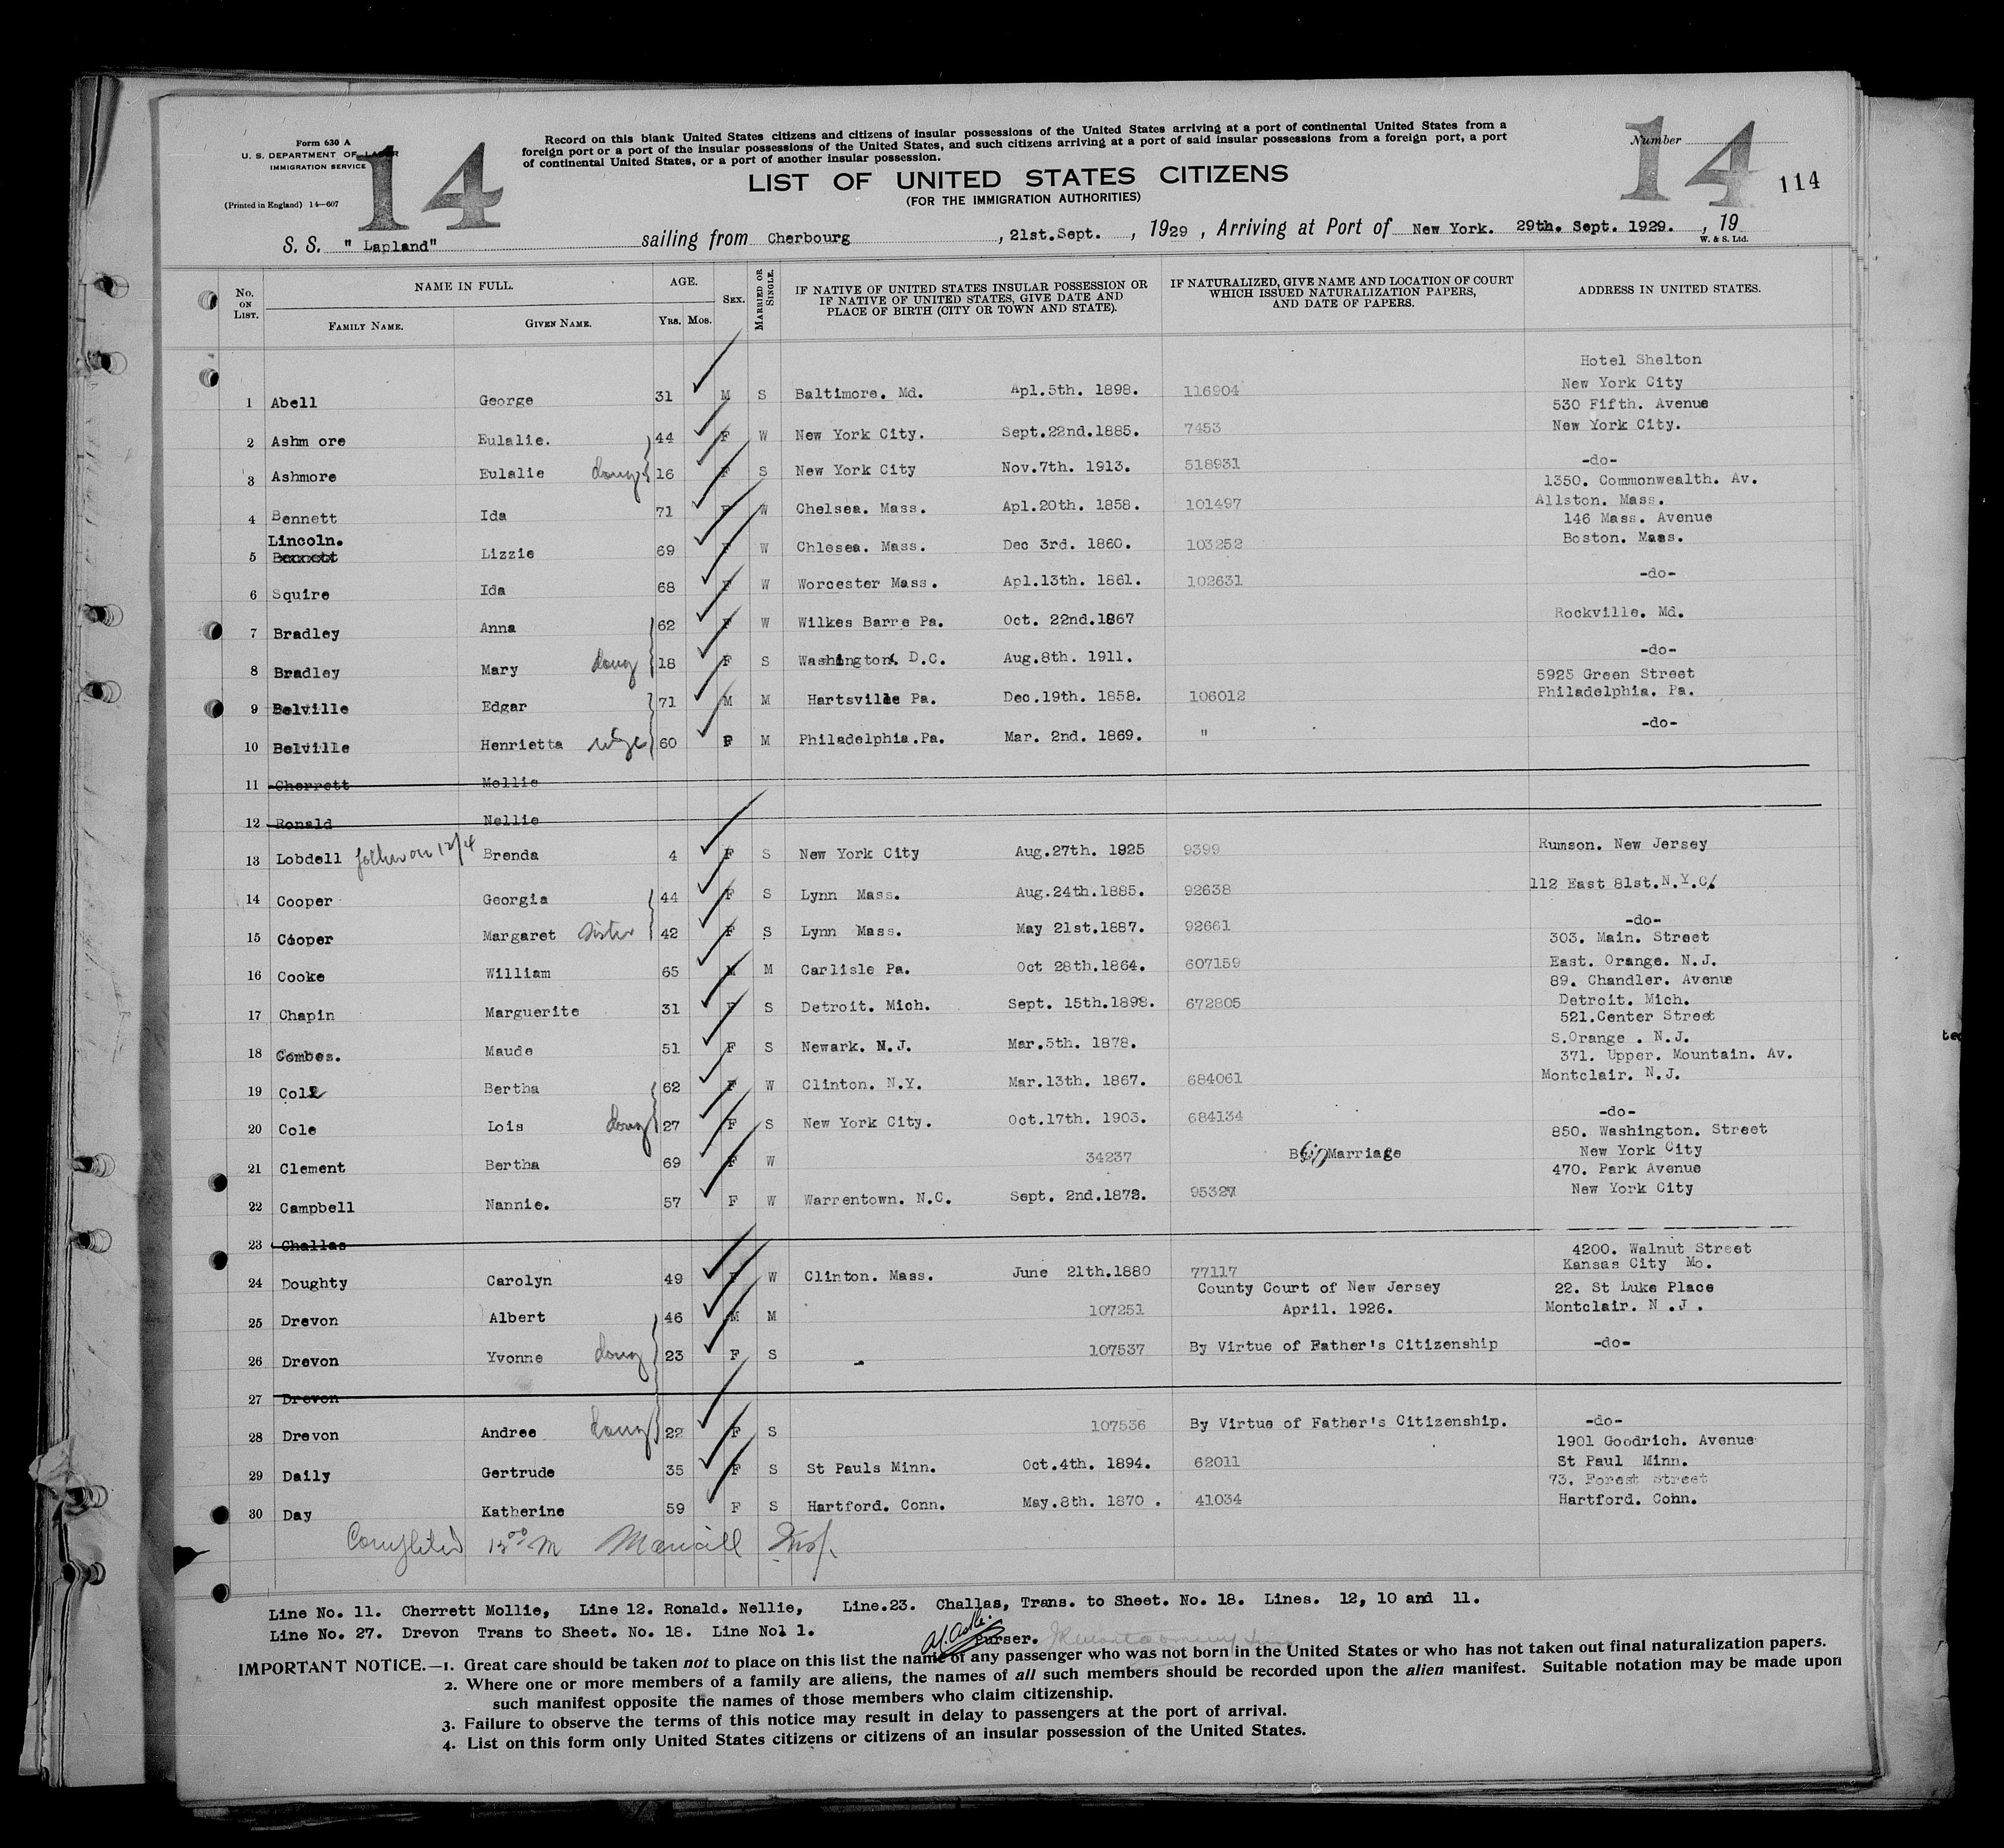 Form 630 A
U. S. DEPARTMENT OF LABOR
IMMIGRATION SERVICE
(Printed in England) 14—607
14
Record on this blank United States citizens and citizens of insular possessions of the United States arriving at a port of continental United States from a
foreign port or a port of the insular possessions of the United States, and such citizens arriving at a port of said insular possessions from a foreign port, a port
of continental United States, or a port of another insular possession.
Number
14
114
LIST OF UNITED STATES CITIZENS
(FOR THE IMMIGRATION AUTHORITIES)
S. S. " Lapland" sailing from Cherbourg , 21st.Sept. , 1929 , Arriving at Port of New York. 29th. Sept. 1929. , 19
W. & S. Ltd.
No. ON LIST. NAME IN FULL. FAMILY NAME. GIVEN NAME. AGE. YRS. MOS. SEX. MARRIED OR SINGLE. IF NATIVE OF UNITED STATES INSULAR POSSESSION OR IF NATIVE OF UNITED STATES, GIVE DATE AND PLACE OF BIRTH (CITY OR TOWN AND STATE). IF NATURALIZED, GIVE NAME AND LOCATION OF COURT WHICH ISSUED NATURALIZATION PAPERS, AND DATE OF PAPERS. ADDRESS IN UNITED STATES.
Hotel Shelton
New York City
1 Abell George 31 M S Baltimore. Md. Apl.5th. 1898. 116904
530 Fifth. Avenue
New York City.
2 Ashm ore Eulalie. 44 F W New York City. Sept.22nd.1885. 7453
3 Ashmore Eulalie daug 16 F S New York City Nov.7th. 1913. 518931 -do-
1350. Commonwealth. Av.
Allston. Mass.
4 Bennett Ida 71 F W Chelsea. Mass. Apl.20th. 1858. 101497
146 Mass. Avenue
Lincoln.
Boston. Mass.
5 Bennett Lizzie 69 F W Chlesea. Mass. Dec 3rd. 1860. 103252
6 Squire Ida 68 F W Worcester Mass. Apl.13th. 1861. 102631 -do-
7 Bradley Anna 62 F W Wilkes Barre Pa. Oct. 22nd.1867 Rockville. Md.
8 Bradley Mary daug 18 F S Washington. D.C. Aug.8th. 1911. -do-
5925 Green Street
9 Belville Edgar 71 M M Hartsville Pa. Dec.19th. 1858. 106012 Philadelphia. Pa.
10 Belville Henrietta wife 60 F M Philadelphia.Pa. Mar. 2nd. 1869. " -do-
11 Cherrett Mollie
12 Ronald Nellie
13 Lobdell Brenda 4 F S New York City Aug.27th. 1925 9399 Rumson. New Jersey
14 Cooper Georgia 44 F S Lynn Mass. Aug.24th.1885. 92638 112 East 81st.N.Y.C.
15 Cooper Margaret Sister 42 F S Lynn Mass. May 21st.1887. 92661 -do-
303. Main. Street
16 Cooke William 65 M M Carlisle Pa. Oct 28th.1864. 607159 East. Orange. N.J.
89. Chandler. Avenue
17 Chapin Marguerite 31 F S Detroit. Mich. Sept. 15th.1898. 672805 Detroit. Mich.
521.Center Street
18 Combes. Maude 51 F S Newark. N.J. Mar.5th. 1878. S.Orange . N.J.
371. Upper. Mountain. Av.
19 Cole Bertha 62 F W Clinton. N.Y. Mar.13th. 1867. 684061 Montclair. N.J.
20 Cole Lois daug 27 F S New York City. Oct.17th. 1903. 684134 -do-
850. Washington. Street
21 Clement Bertha 69 F W 34237 By Marriage New York City
470. Park Avenue
22 Campbell Nannie. 57 F W Warrentown. N.C. Sept. 2nd.1872. 95327 New York City
23 Challas
4200. Walnut Street
Kansas City Mo.
24 Doughty Carolyn 49 F W Clinton. Mass. June 21th.1880 77117
County Court of New Jersey 22. St Luke Place
25 Drevon Albert 46 M M 107251 April. 1926. Montclair. N .J .
26 Drevon Yvonne daug 23 F S 107537 By Virtue of Father's Citizenship -do-
27 Drevon
28 Drevon Andree daug 22 F S 107536 By Virtue of Father's Citizenship. -do-
1901 Goodrich. Avenue
29 Daily Gertrude 35 F S St Pauls Minn. Oct.4th. 1894. 62011 St Paul Minn.
73. Forest Street
30 Day Katherine 59 F S Hartford. Conn. May.8th. 1870 . 41034 Hartford. Conn.
Completed
Line No. 11. Cherrett Mollie, Line 12. Ronald. Nellie, Line.23. Challas, Trans. to Sheet. No. 18. Lines. 12, 10 and 11.
Line No. 27. Drevon Trans to Sheet. No. 18. Line No. 1.
Purser.
IMPORTANT NOTICE.—1. Great care should be taken not to place on this list the name of any passenger who was not born in the United States or who has not taken out final naturalization papers.
2. Where one or more members of a family are aliens, the names of all such members should be recorded upon the alien manifest. Suitable notation may be made upon
such manifest opposite the names of those members who claim citizenship.
3. Failure to observe the terms of this notice may result in delay to passengers at the port of arrival.
4. List on this form only United States citizens or citizens of an insular possession of the United States.